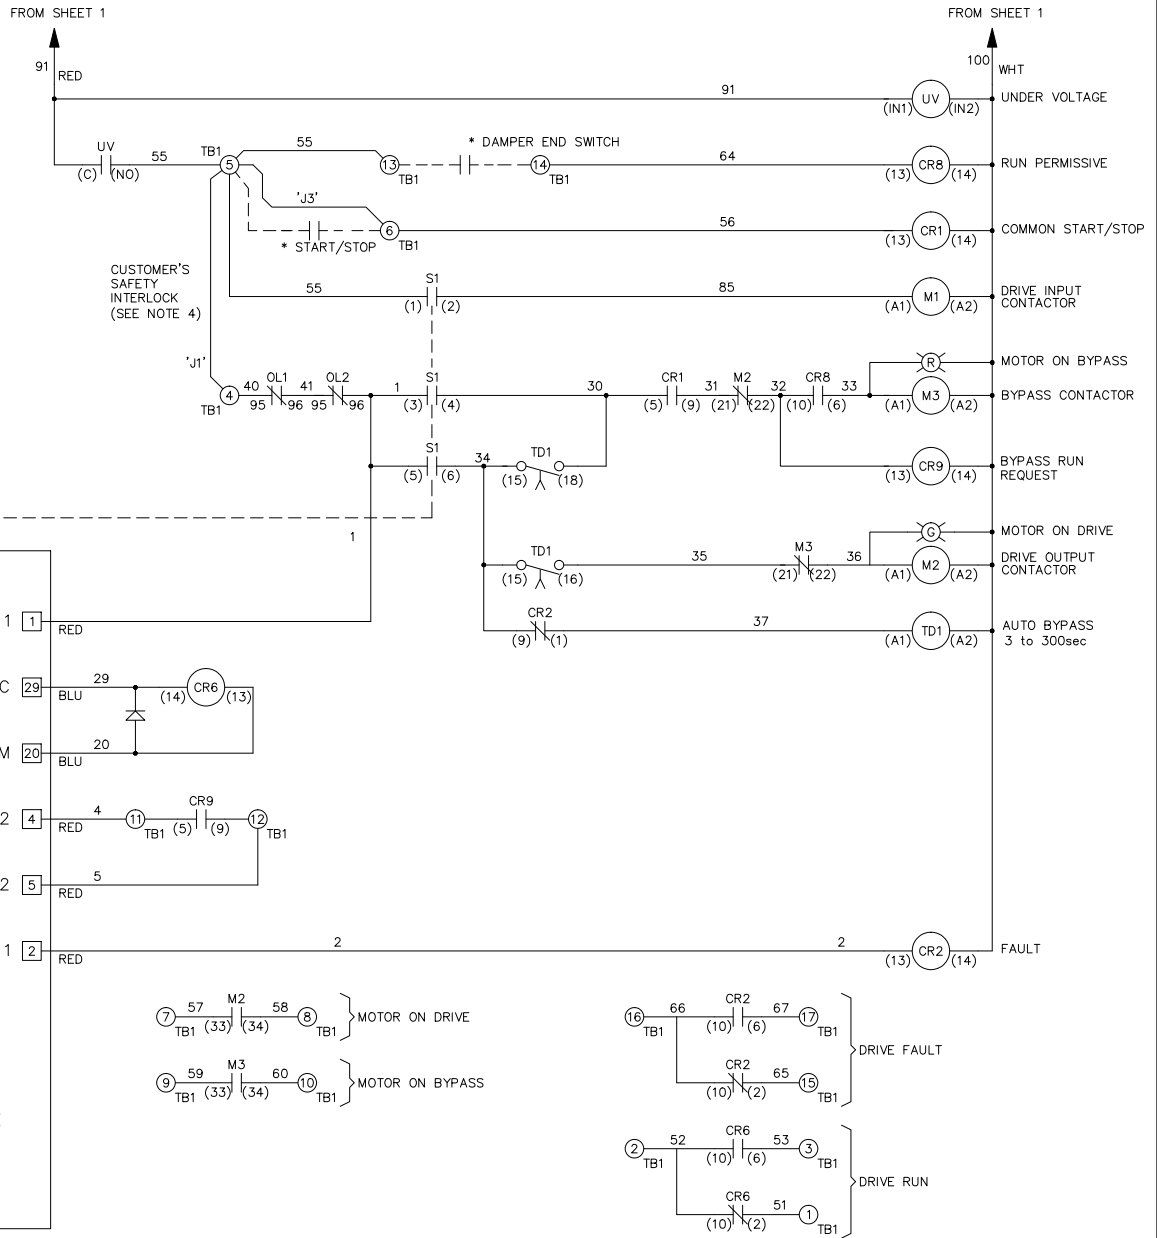 FROM SHEET 1
FROM SHEET 1
91
RED
100
WHT
91
(IN1) UV (IN2)
UNDER VOLTAGE
UV
(C) (NO)
55
TB1
5
55
13
TB1
* DAMPER END SWITCH
14
TB1
64
(13) CR8 (14)
RUN PERMISSIVE
'J3'
* START/STOP
6
TB1
56
(13) CR1 (14)
COMMON START/STOP
CUSTOMER'S
SAFETY
INTERLOCK
(SEE NOTE 4)
55
S1
(1) (2)
85
(A1) M1 (A2)
DRIVE INPUT
CONTACTOR
R
MOTOR ON BYPASS
'J1'
4
TB1
40
OL1
95 96
41
OL2
95 96
1
S1
(3) (4)
30
CR1
(5) (9)
31
M2
(21) (22)
32
CR8
(10) (6)
33
(A1) M3 (A2)
BYPASS CONTACTOR
S1
(5) (6)
34
TD1
(15) (18)
(13) CR9 (14)
BYPASS RUN
REQUEST
1
G
MOTOR ON DRIVE
TD1
(15) (16)
35
M3
(21) (22)
36
(A1) M2 (A2)
DRIVE OUTPUT
CONTACTOR
CR2
(9) (1)
37
(A1) TD1 (A2)
AUTO BYPASS
3 to 300sec
1 1
RED
C 29
BLU
29
(14) CR6 (13)
M 20
BLU
20
2 4
RED
4
11
TB1
CR9
(5) (9)
12
TB1
2 5
RED
5
1 2
RED
2
2
(13) CR2 (14)
FAULT
7
TB1
57
M2
(33) (34)
58
8
TB1
MOTOR ON DRIVE
9
TB1
59
M3
(33) (34)
60
10
TB1
MOTOR ON BYPASS
16
TB1
66
CR2
(10) (6)
67
17
TB1
CR2
(10) (2)
65
15
TB1
DRIVE FAULT
2
TB1
52
CR6
(10) (6)
53
3
TB1
CR6
(10) (2)
51
1
TB1
DRIVE RUN